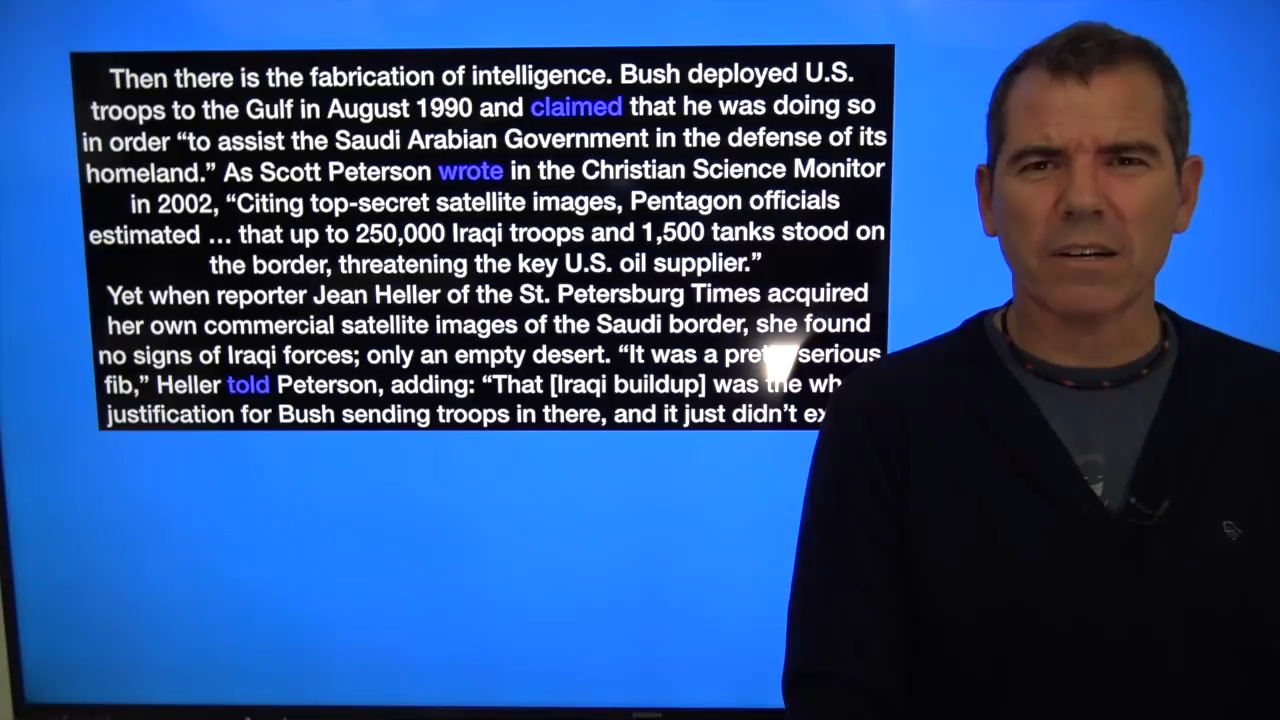 Then there is the fabrication of intelligence. Bush deployed U.S.
troops to the Gulf in August 1990 and claimed that he was doing so
in order “to assist the Saudi Arabian Government in the defense of its
homeland.” As Scott Peterson wrote in the Christian Science Monitor
in 2002, “Citing top-secret satellite images, Pentagon officials
estimated … that up to 250,000 Iraqi troops and 1,500 tanks stood on
the border, threatening the key U.S. oil supplier.”
Yet when reporter Jean Heller of the St. Petersburg Times acquired
her own commercial satellite images of the Saudi border, she found
no signs of Iraqi forces; only an empty desert. “It was a pretty serious
fib,” Heller told Peterson, adding: “That [Iraqi buildup] was the
justification for Bush sending troops in there, and it just didn’t